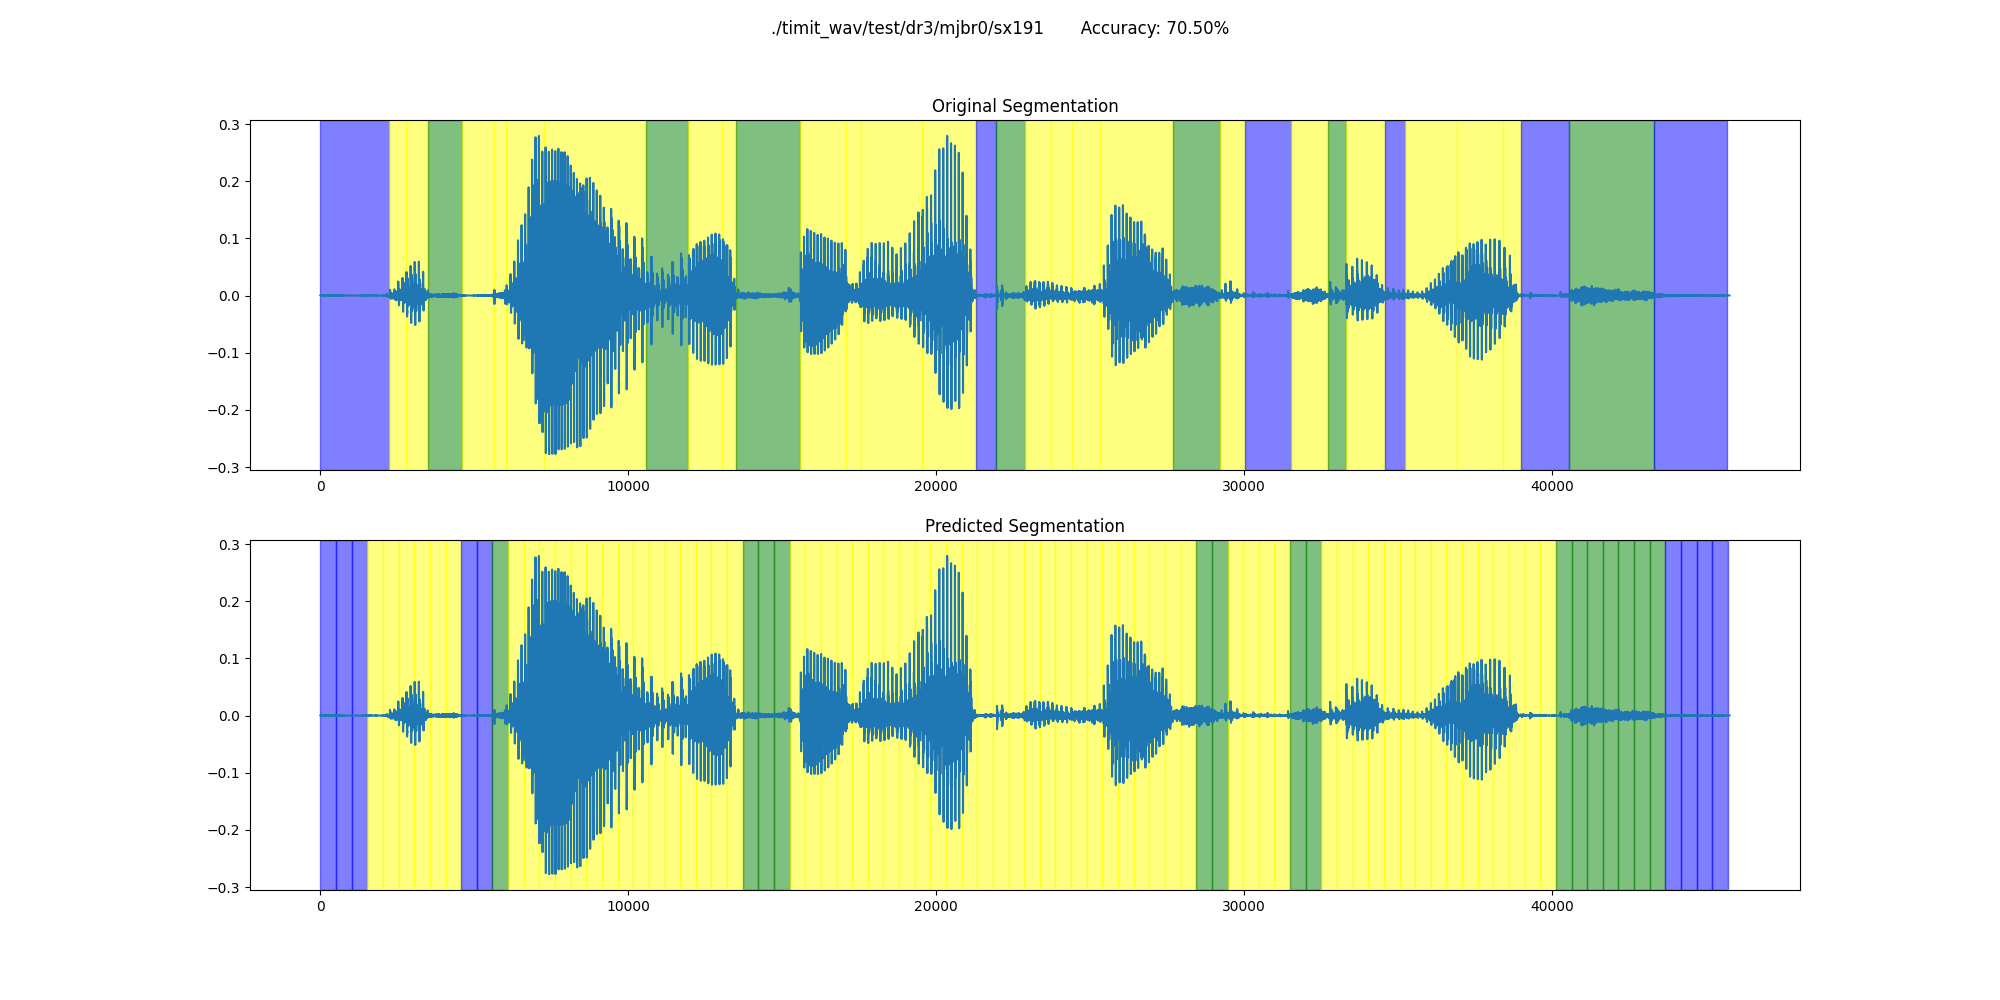 ./timit_wav/test/dr3/mjbr0/sx191 Accuracy: 70.50%
Original Segmentation
0.3
0.2
0.1
0.0
−0.1
−0.2
−0.3
0 10000 20000 30000 40000
Predicted Segmentation
0.3
0.2
0.1
0.0
−0.1
−0.2
−0.3
0 10000 20000 30000 40000